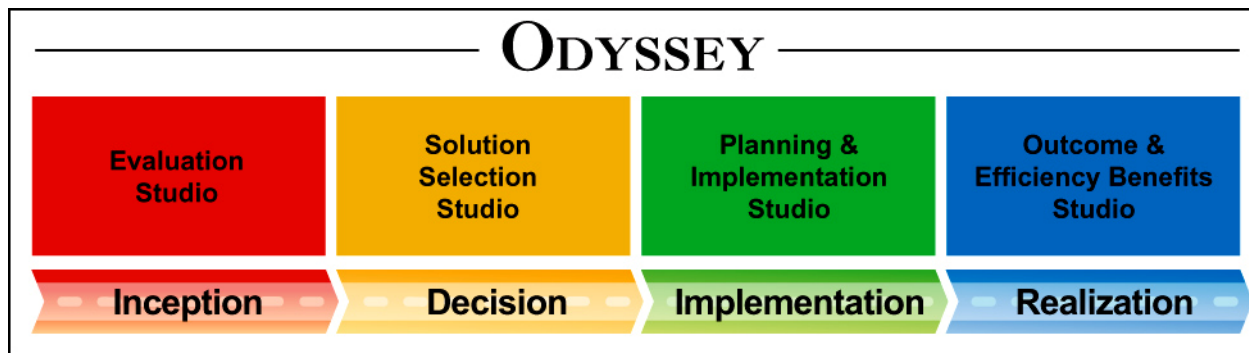 ODYSSEY
Evaluation
Studio
Solution
Selection
Studio
Planning &
Implementation
Studio
Outcome &
Efficiency Benefits
Studio
Inception
Decision
Implementation
Realization